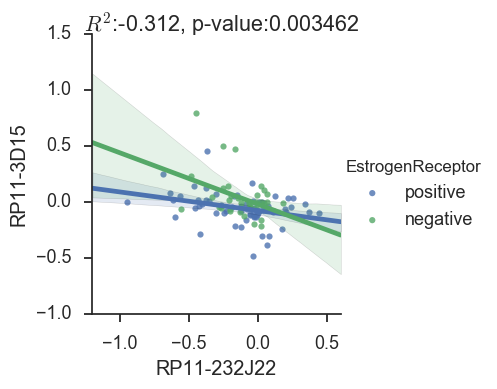 R²:-0.312, p-value:0.003462
1.5
1.0
0.5
0.0
−0.5
−1.0
RP11-3D15
−1.0 −0.5 0.0 0.5
RP11-232J22
EstrogenReceptor
positive
negative